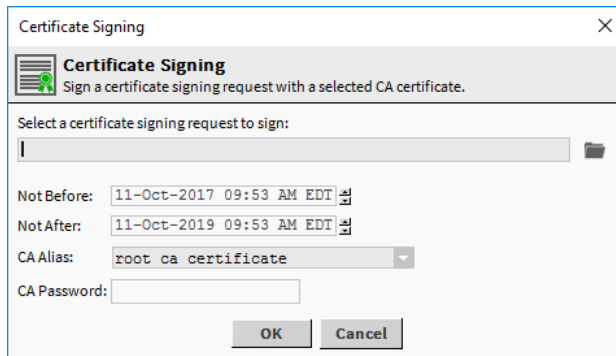 Certificate Signing
Certificate Signing
Sign a certificate signing request with a selected CA certificate.
Select a certificate signing request to sign:
Not Before: 11-Oct-2017 09:53 AM EDT
Not After: 11-Oct-2019 09:53 AM EDT
CA Alias: root ca certificate
CA Password:
OK Cancel